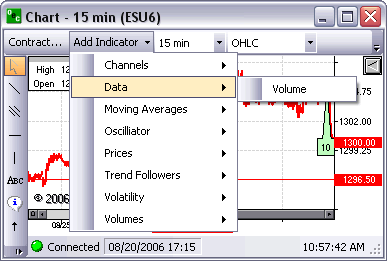 Chart - 15 min (ESU6)
Contract... Add Indicator 15 min OHLC
High 12
Open 12
Channels
Data
Moving Averages
Oscillator
Prices
Trend Followers
Volatility
Volumes
Volume
1302.00
1300.00
1299.25
1296.50
10
ABC
2006
08/25
Connected 08/20/2006 17:15 10:57:42 AM